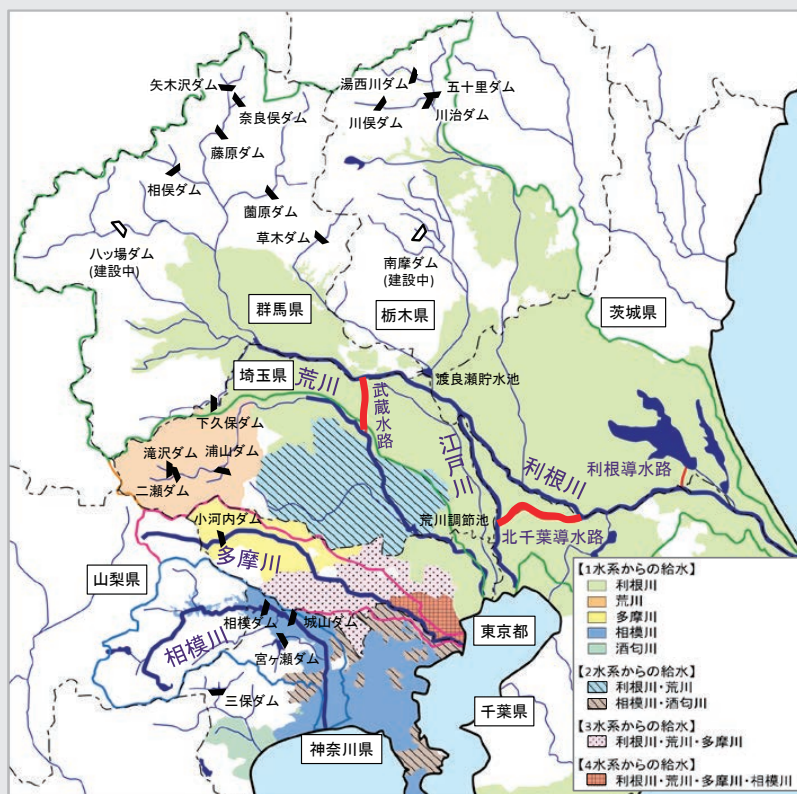 湯西川ダム
五十里ダム
矢木沢ダム
奈良俣ダム
川俣ダム
川治ダム
藤原ダム
相俣ダム
薗原ダム
草木ダム
八ッ場ダム
(建設中)
南摩ダム
(建設中)
群馬県
栃木県
茨城県
埼玉県
荒川
武蔵水路
渡良瀬貯水池
下久保ダム
滝沢ダム
浦山ダム
二瀬ダム
江戸川
利根川
利根導水路
小河内ダム
荒川調節池
北千葉導水路
多摩川
山梨県
相模ダム
城山ダム
東京都
相模川
宮ヶ瀬ダム
三保ダム
千葉県
神奈川県
【1水系からの給水】
利根川
荒川
多摩川
相模川
酒匂川
【2水系からの給水】
利根川・荒川
相模川・酒匂川
【3水系からの給水】
利根川・荒川・多摩川
【4水系からの給水】
利根川・荒川・多摩川・相模川